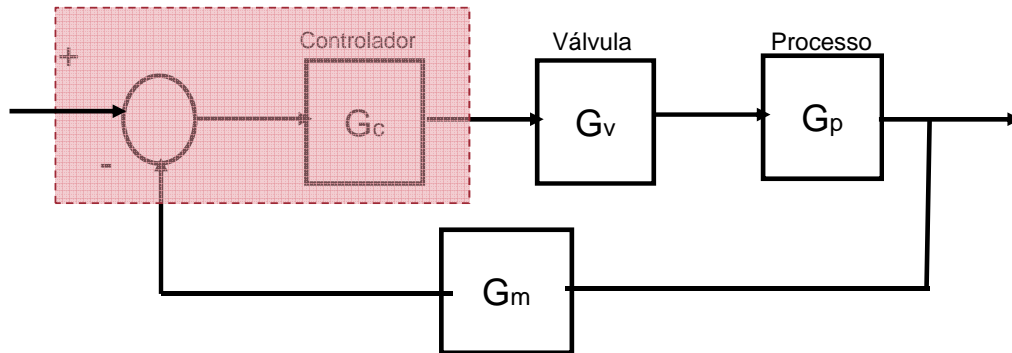 Controlador
Válvula
Processo
+
-
Gc
Gv
Gp
Gm